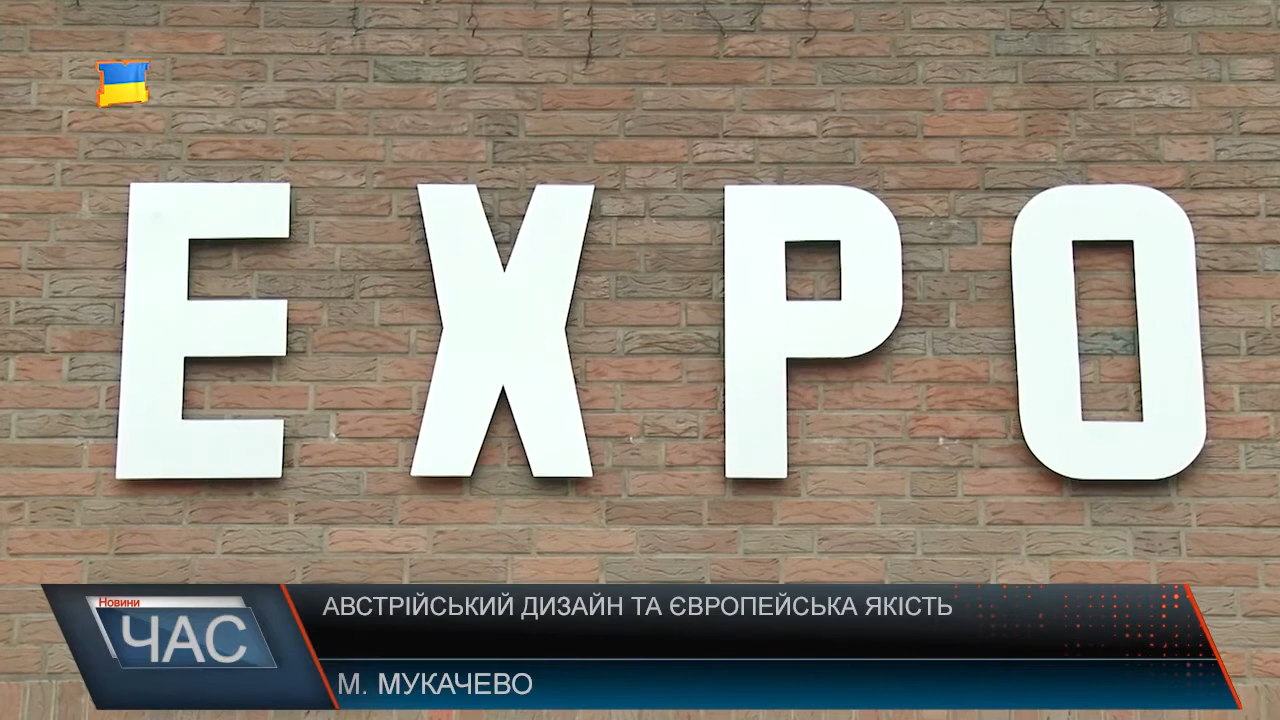 EXPO
Новини
ЧАС
АВСТРІЙСЬКИЙ ДИЗАЙН ТА ЄВРОПЕЙСЬКА ЯКІСТЬ
М. МУКАЧЕВО